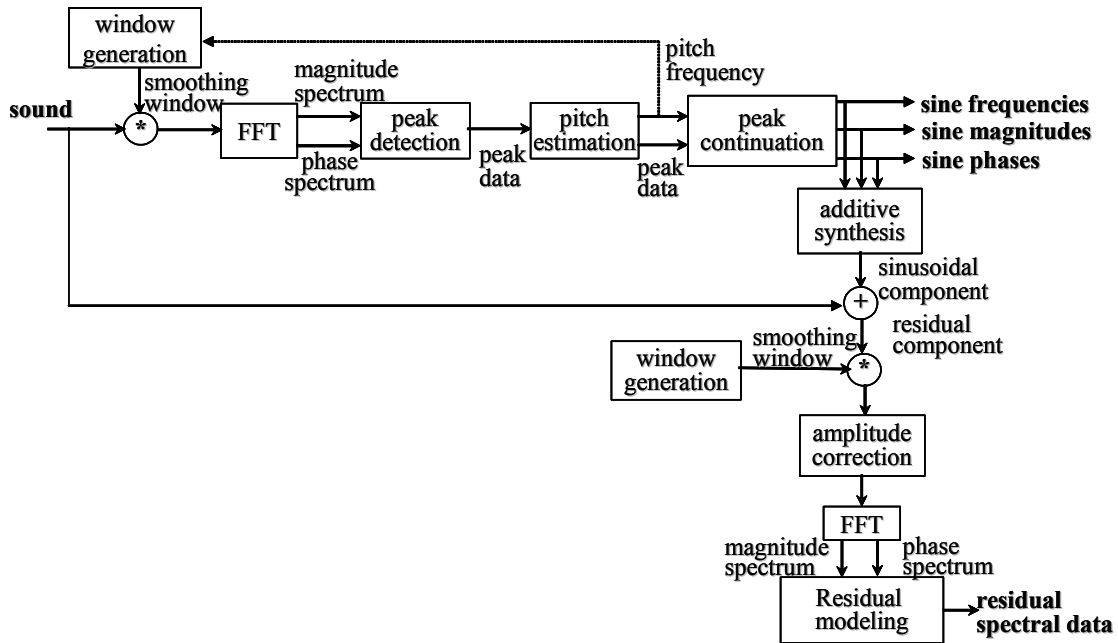 window
generation
smoothing
window
sound
*
FFT
magnitude
spectrum
phase
spectrum
peak
detection
peak
data
pitch
estimation
pitch
frequency
peak
data
peak
continuation
sine frequencies
sine magnitudes
sine phases
additive
synthesis
sinusoidal
component
+
residual
component
window
generation
smoothing
window
*
amplitude
correction
FFT
magnitude
spectrum
phase
spectrum
Residual
modeling
residual
spectral data